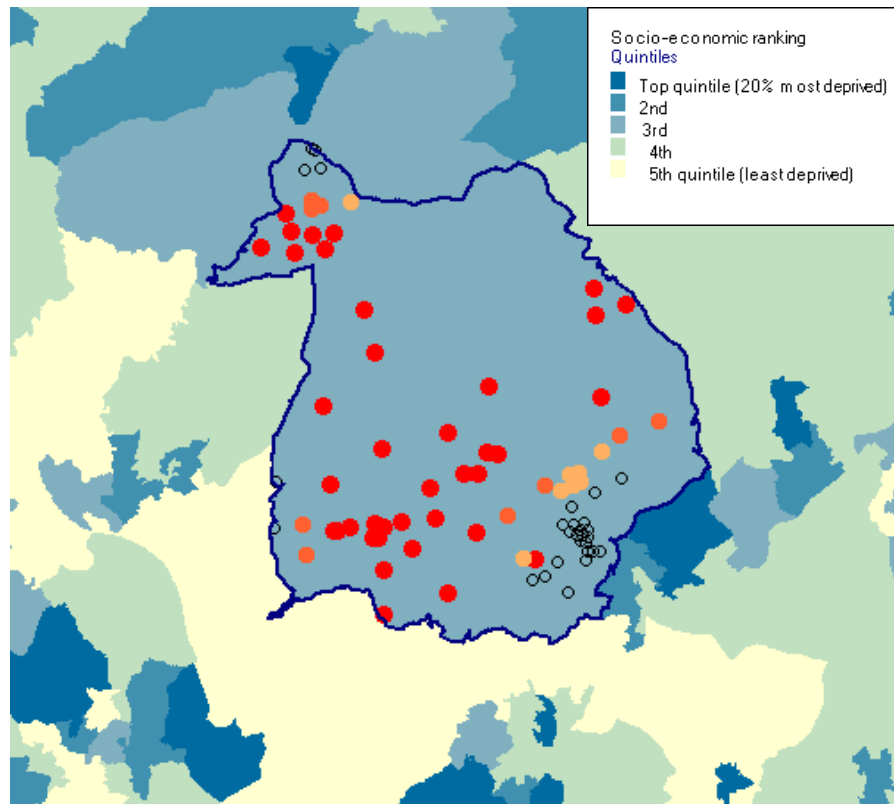 Socio-economic ranking
Quintiles
Top quintile (20% most deprived)
2nd
3rd
4th
5th quintile (least deprived)